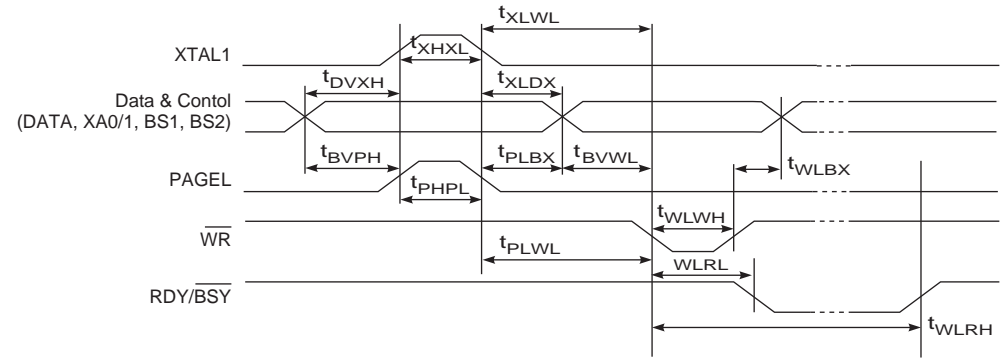 tXLWL
XTAL1
tXHXL
tDVXH
tXLDX
Data & Contol
(DATA, XA0/1, BS1, BS2)
tBVPH
tPLBX
tBVWL
tWLBX
PAGEL
tPHPL
tWLWH
WR
tPLWL
WLRL
RDY/BSY
tWLRH